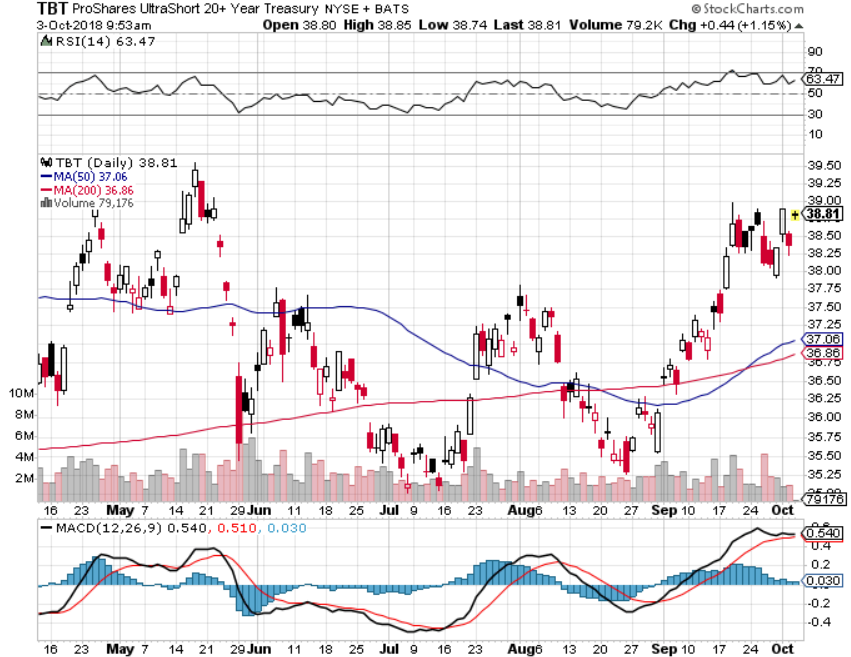 TBT ProShares UltraShort 20+ Year Treasury NYSE + BATS © StockCharts.com
3-Oct-2018 9:53am Open 38.80 High 38.85 Low 38.74 Last 38.81 Volume 79.2K Chg +0.44 (+1.15%)
RSI(14) 63.47
90
70
63.47
50
30
10
TBT (Daily) 38.81
MA(50) 37.06
MA(200) 36.86
Volume 79,176
39.50
39.25
39.00
38.81
38.50
38.25
38.00
37.75
37.50
37.25
37.06
36.86
36.75
36.50
36.25
36.00
35.75
35.50
35.25
35.00
79176
10M
8M
6M
4M
2M
16 23 May 7 14 21 29 Jun 11 18 25 Jul 9 16 23 Aug 6 13 20 27 Sep 10 17 24 Oct
MACD(12,26,9) 0.540, 0.510, 0.030
0.6
0.540
0.4
0.2
0.030
-0.2
-0.4
16 23 May 7 14 21 29 Jun 11 18 25 Jul 9 16 23 Aug 6 13 20 27 Sep 10 17 24 Oct